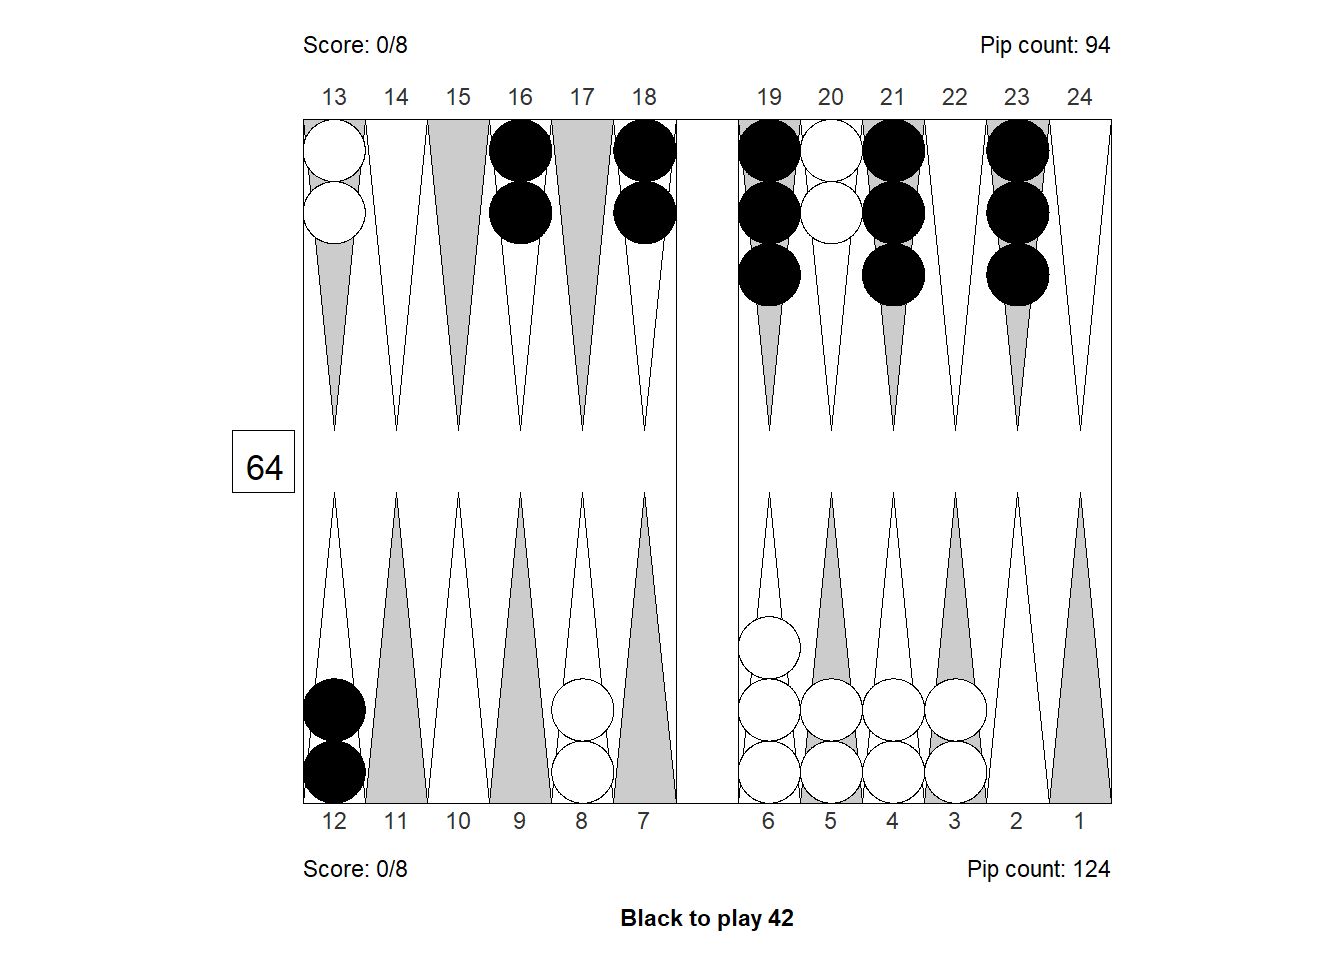 Score: 0/8 Pip count: 94
13 14 15 16 17 18 19 20 21 22 23 24
64
12 11 10 9 8 7 6 5 4 3 2 1
Score: 0/8 Pip count: 124
Black to play 42